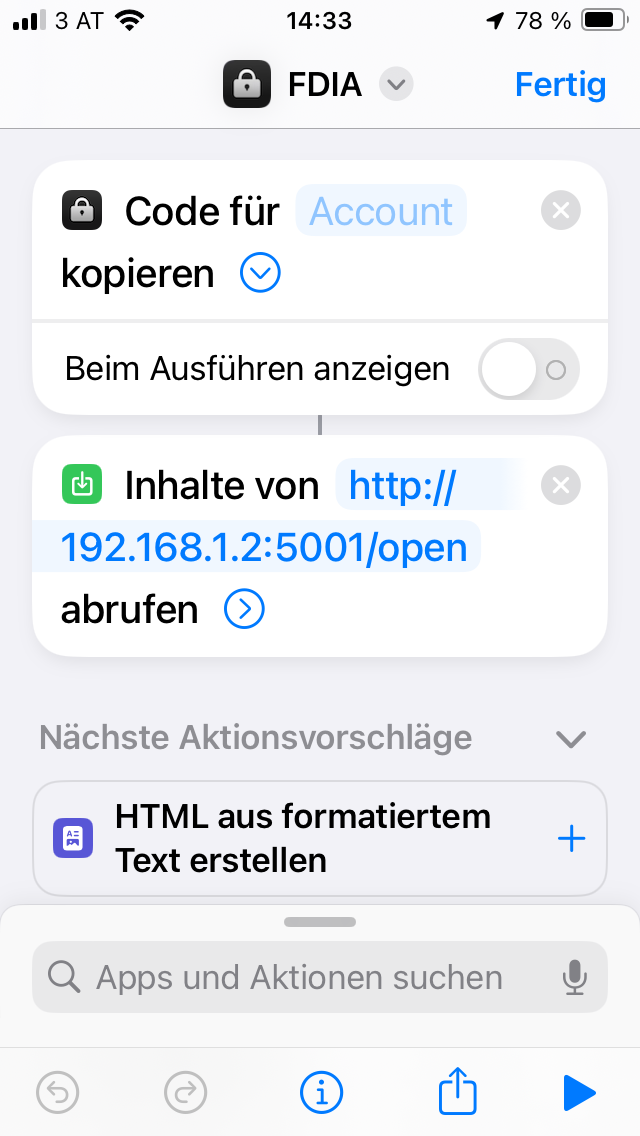 3 AT 14:33 78 %
FDIA Fertig
Code für Account
kopieren
Beim Ausführen anzeigen
Inhalte von http://
192.168.1.2:5001/open
abrufen
Nächste Aktionsvorschläge
HTML aus formatiertem
Text erstellen
Apps und Aktionen suchen